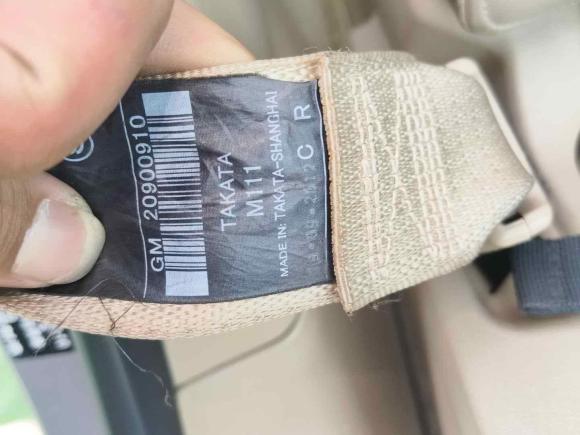 GM 20900910
TAKATA
M111
MADE IN: TAKATA-SHANGHAI
C R